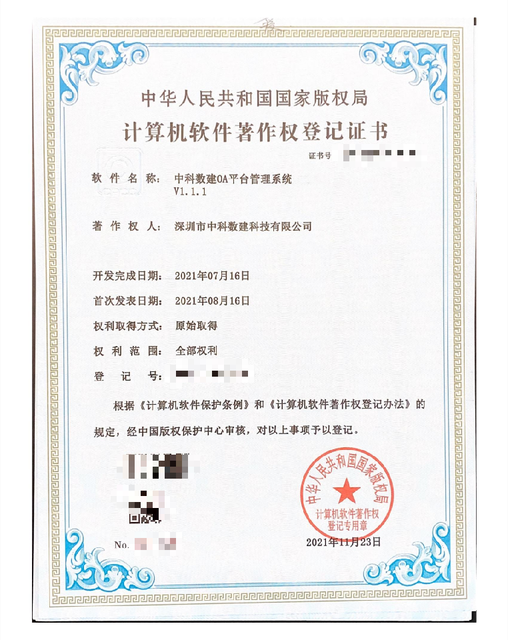 中华人民共和国国家版权局
计算机软件著作权登记证书
证书号
软件名称： 中科数建OA平台管理系统
V1.1.1
著作权人： 深圳市中科数建科技有限公司
开发完成日期： 2021年07月16日
首次发表日期： 2021年08月16日
权利取得方式： 原始取得
权利范围： 全部权利
登记号：
根据《计算机软件保护条例》和《计算机软件著作权登记办法》的
规定，经中国版权保护中心审核，对以上事项予以登记。
中华人民共和国国家版权局
计算机软件著作权
登记专用章
No.
2021年11月23日